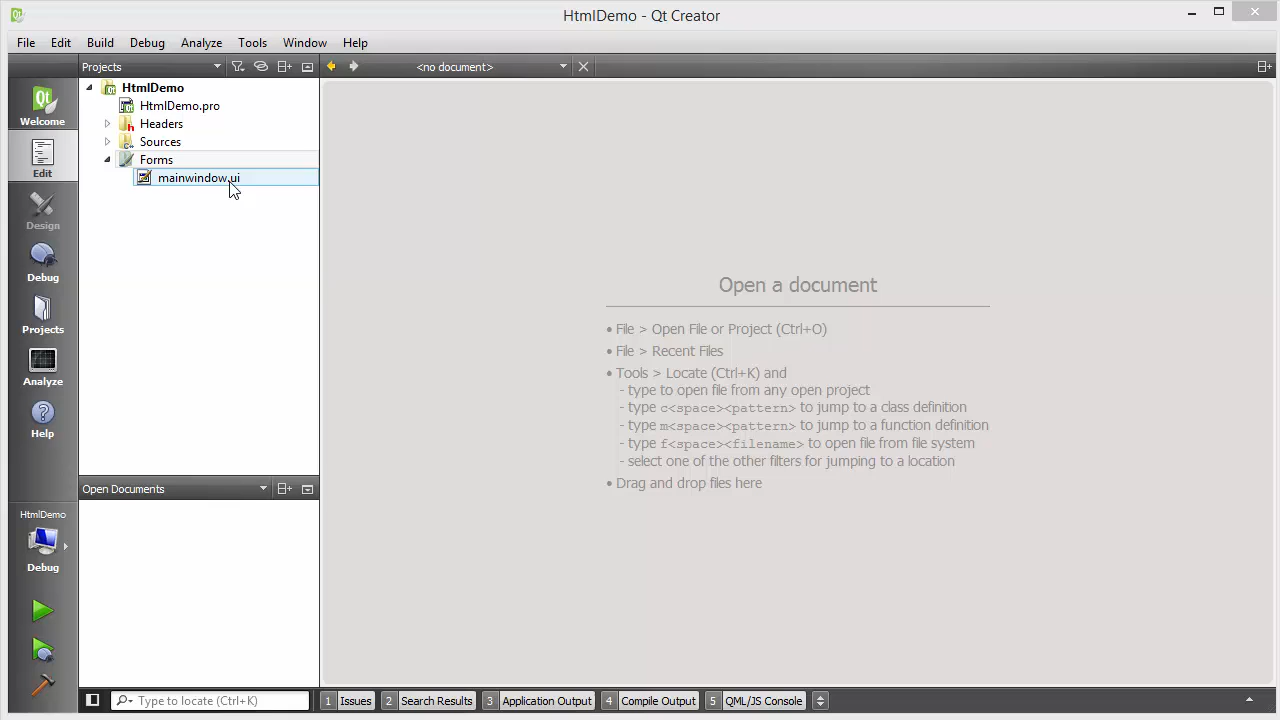 HtmlDemo - Qt Creator
File Edit Build Debug Analyze Tools Window Help
Projects <no document>
HtmlDemo
HtmlDemo.pro
Headers
Sources
Forms
mainwindow.ui
Welcome
Edit
Design
Debug
Projects
Analyze
Help
Open a document
• File > Open File or Project (Ctrl+O)
• File > Recent Files
• Tools > Locate (Ctrl+K) and
- type to open file from any open project
- type c<space><pattern> to jump to a class definition
- type m<space><pattern> to jump to a function definition
- type f<space><filename> to open file from file system
- select one of the other filters for jumping to a location
• Drag and drop files here
Open Documents
HtmlDemo
Debug
Type to locate (Ctrl+K) 1 Issues 2 Search Results 3 Application Output 4 Compile Output 5 QML/JS Console